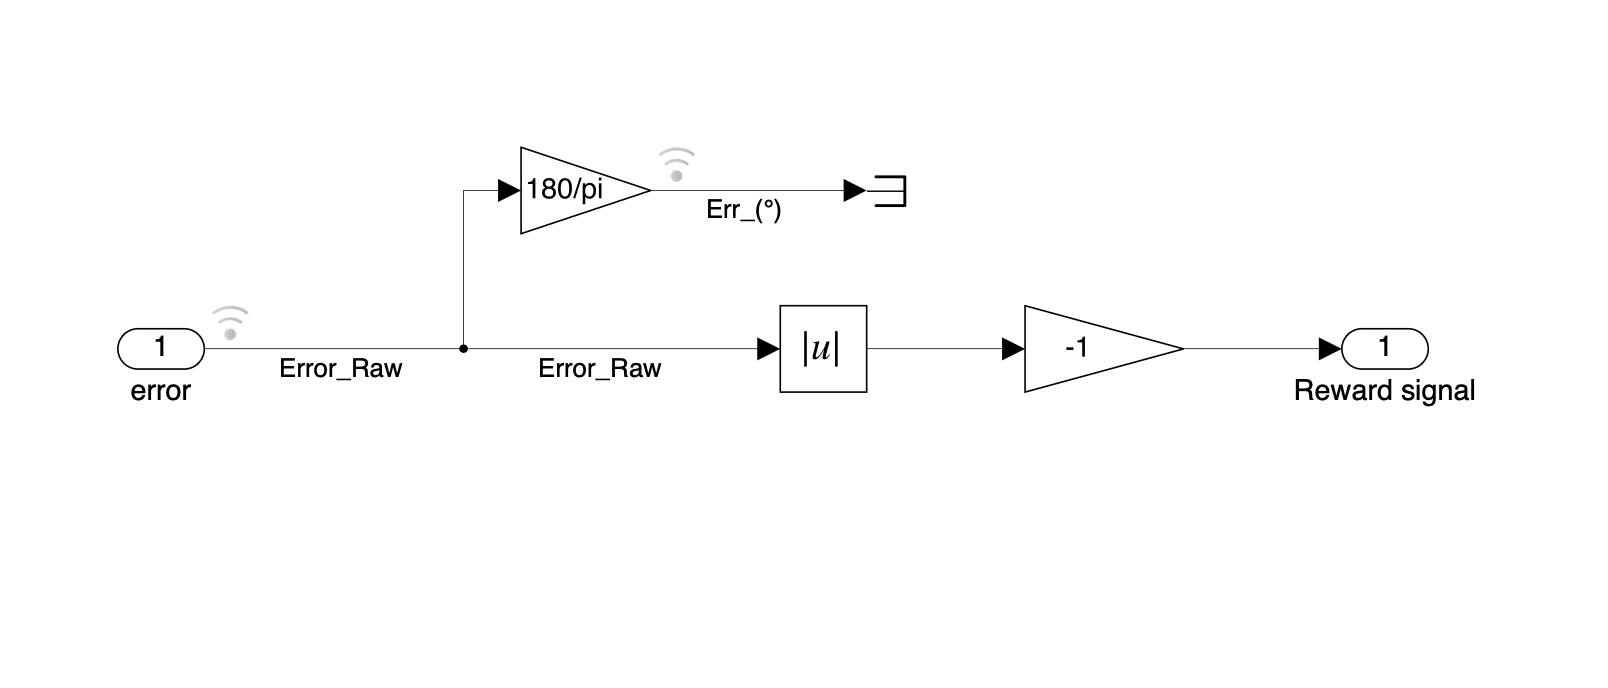 180/pi
Err_(°)
1
error
Error_Raw
Error_Raw
|u|
-1
1
Reward signal